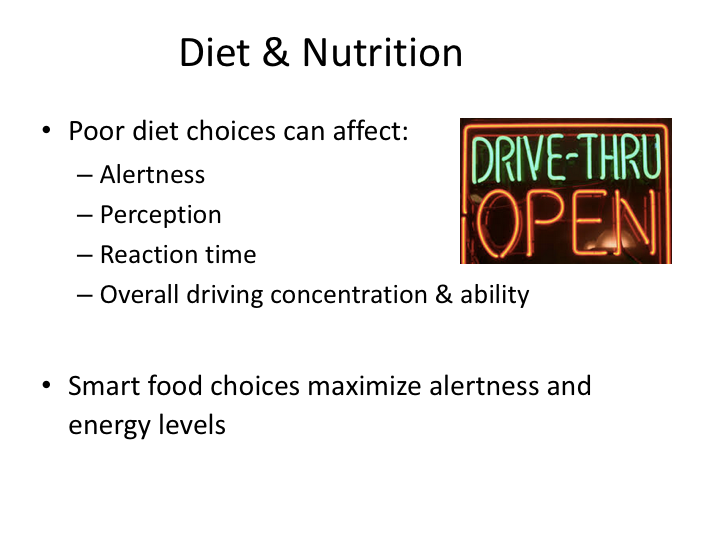 Diet & Nutrition
• Poor diet choices can affect:
– Alertness
– Perception
– Reaction time
– Overall driving concentration & ability
DRIVE-THRU
OPEN
• Smart food choices maximize alertness and
energy levels